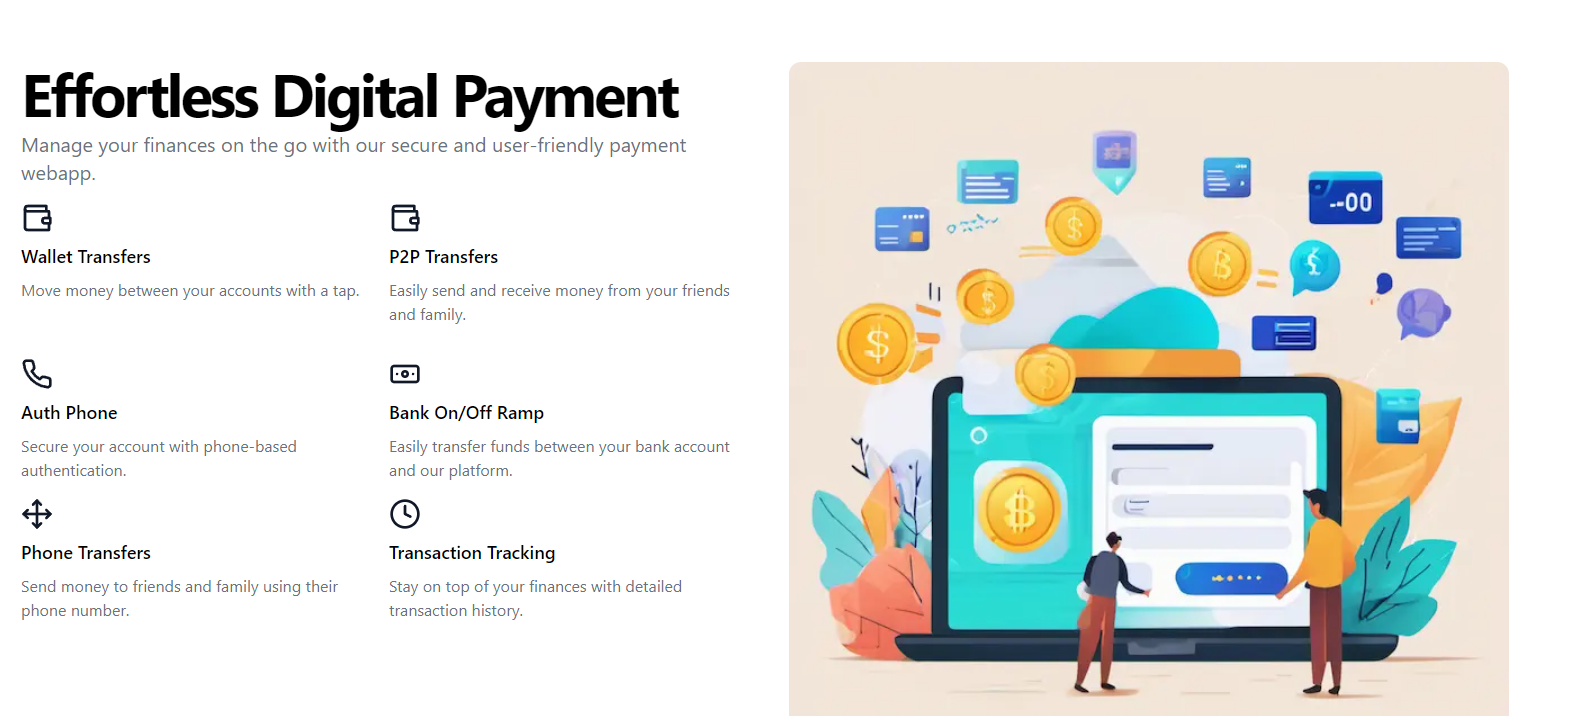 Effortless Digital Payment
Manage your finances on the go with our secure and user-friendly payment
webapp.
Wallet Transfers
Move money between your accounts with a tap.
P2P Transfers
Easily send and receive money from your friends
and family.
Auth Phone
Secure your account with phone-based
authentication.
Bank On/Off Ramp
Easily transfer funds between your bank account
and our platform.
Phone Transfers
Send money to friends and family using their
phone number.
Transaction Tracking
Stay on top of your finances with detailed
transaction history.
--00